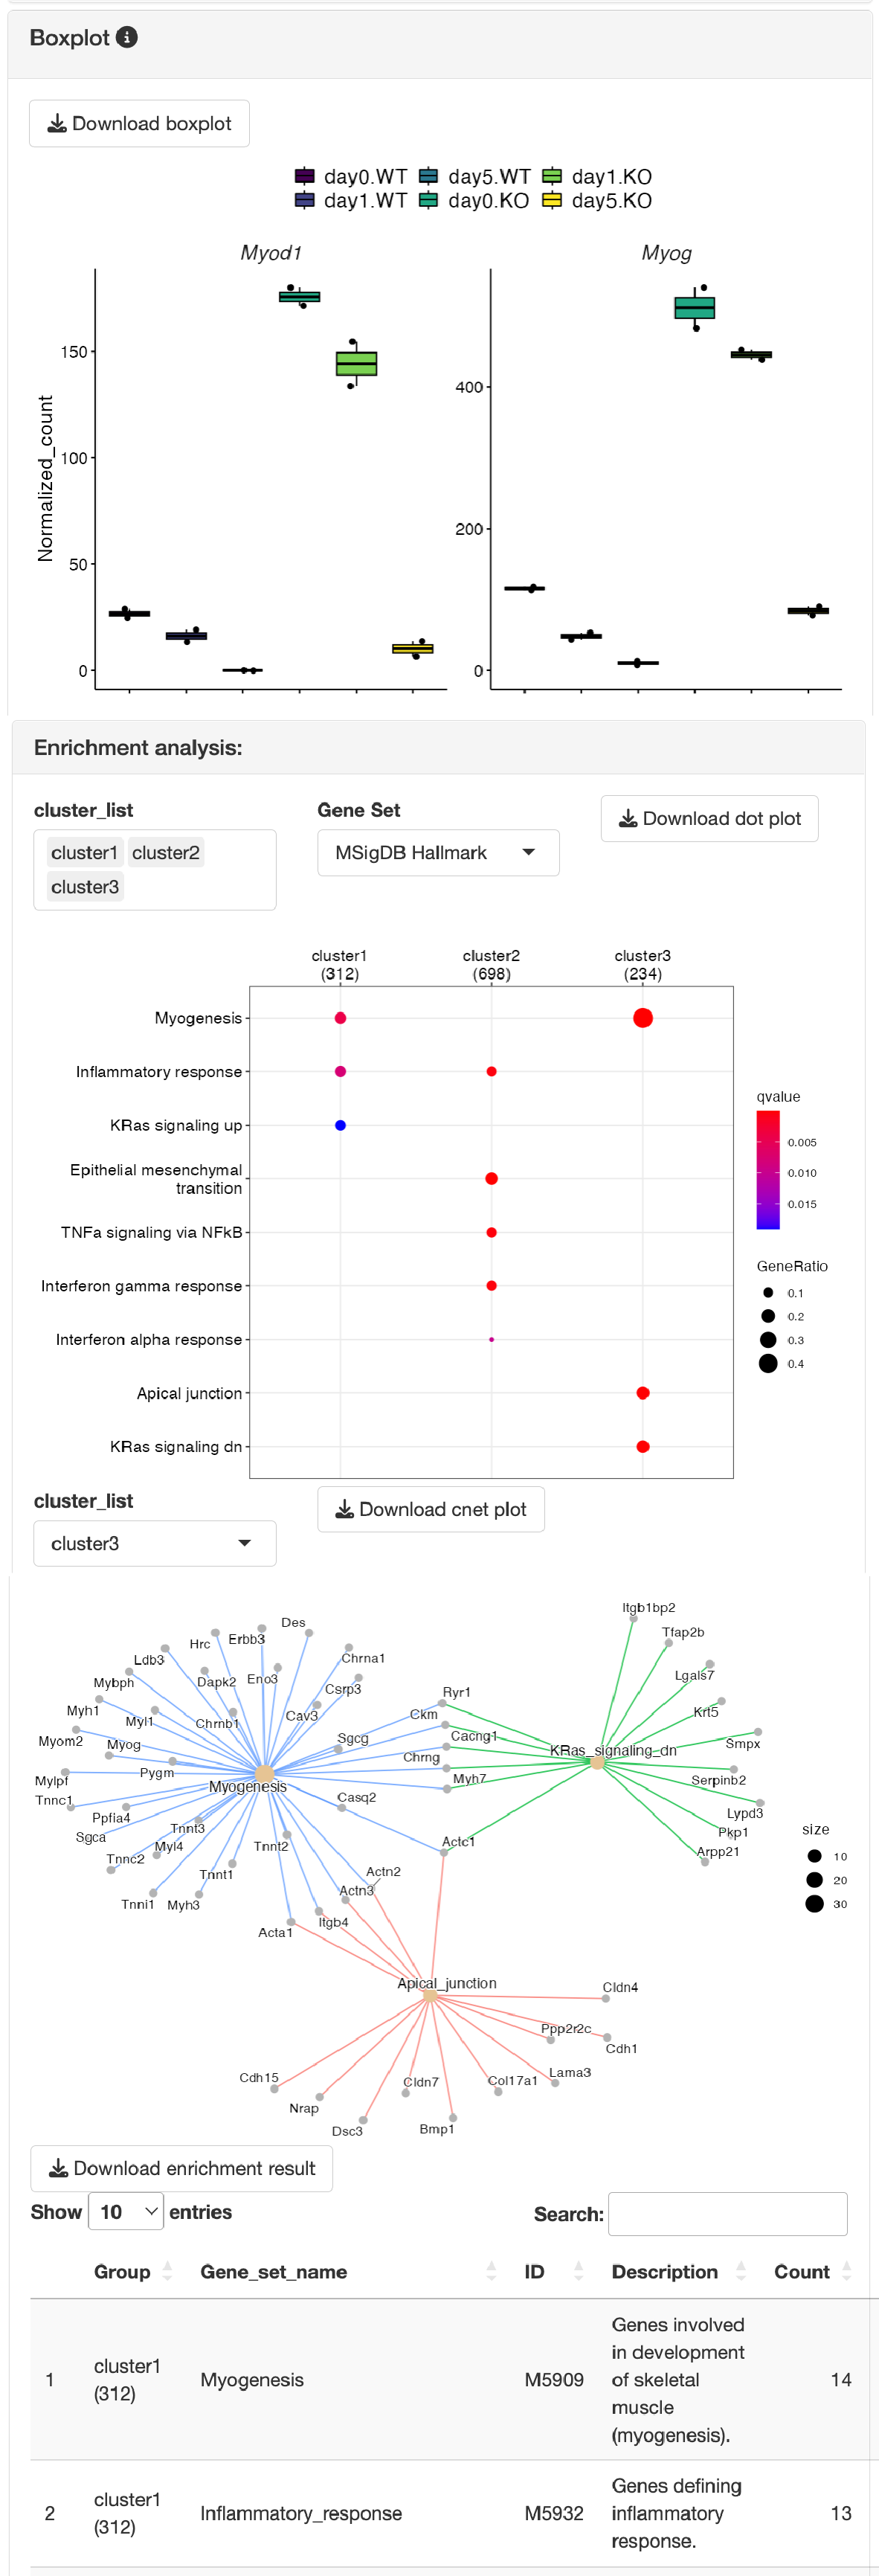 Boxplot
Download boxplot
day0.WT day5.WT day1.KO
day1.WT day0.KO day5.KO
Myod1
Myog
Normalized_count
150
100
50
0
400
200
0
Enrichment analysis:
cluster_list
Gene Set
Download dot plot
cluster1 cluster2
cluster3
MSigDB Hallmark
cluster1
(312)
cluster2
(698)
cluster3
(234)
Myogenesis
Inflammatory response
KRas signaling up
Epithelial mesenchymal
transition
TNFa signaling via NFkB
Interferon gamma response
Interferon alpha response
Apical junction
KRas signaling dn
qvalue
0.005
0.010
0.015
GeneRatio
0.1
0.2
0.3
0.4
cluster_list
Download cnet plot
cluster3
Itgb1bp2
Des
Tfap2b
Erbb3
Hrc
Chrna1
Ldb3
Lgals7
Eno3
Dapk2
Mybph
Csrp3
Ryr1
Krt5
Myh1
Ckm
Cav3
Myl1
Chrnb1
Cacng1
Sgcg
Smpx
Myom2
Myog
KRas_signaling_dn
Chrng
Pygm
Myh7
Serpinb2
Mylpf
Myogenesis
Casq2
Tnnc1
Lypd3
Ppfia4
Tnnt3
Pkp1
size
Sgca
Actc1
Myl4
Tnnt2
Arpp21
10
Tnnc2
Actn2
Tnnt1
20
Actn3
Tnni1
Myh3
30
Itgb4
Acta1
Apical_junction
Cldn4
Ppp2r2c
Cdh1
Lama3
Cdh15
Cldn7
Col17a1
Nrap
Bmp1
Dsc3
Download enrichment result
Show 10 entries
Search:
Group Gene_set_name ID Description Count
Genes involved
in development
of skeletal
muscle
(myogenesis).
1 cluster1
(312)
Myogenesis M5909 14
Genes defining
inflammatory
response.
2 cluster1
(312)
Inflammatory_response M5932 13